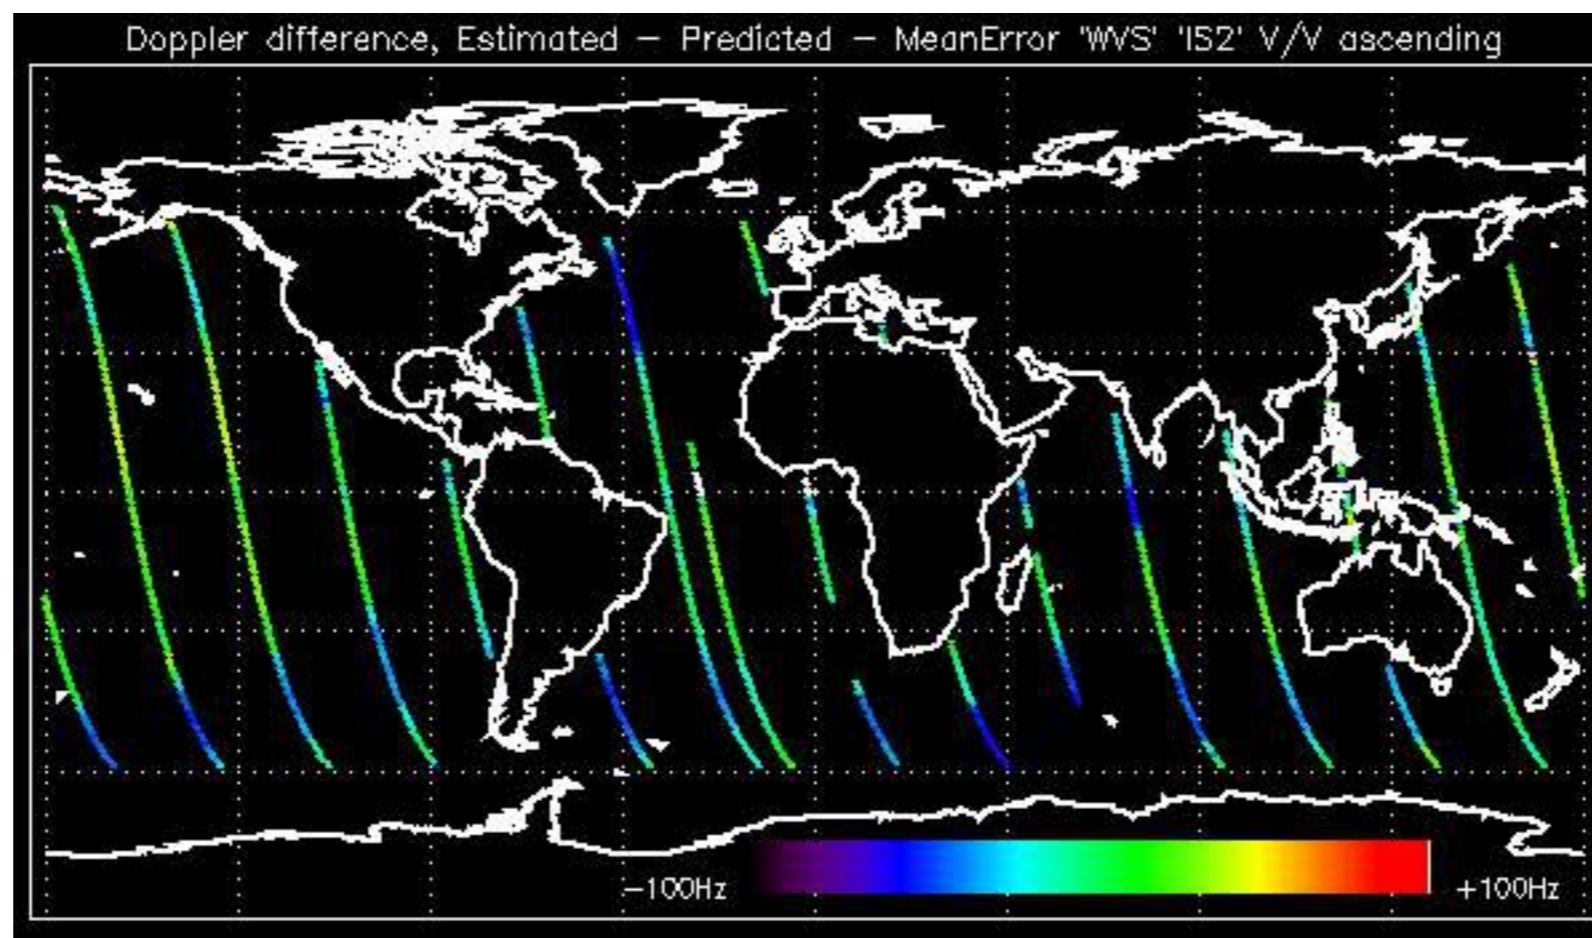 Doppler difference, Estimated – Predicted – MeanError 'WVS' 'IS2' V/V ascending
–100Hz
+100Hz